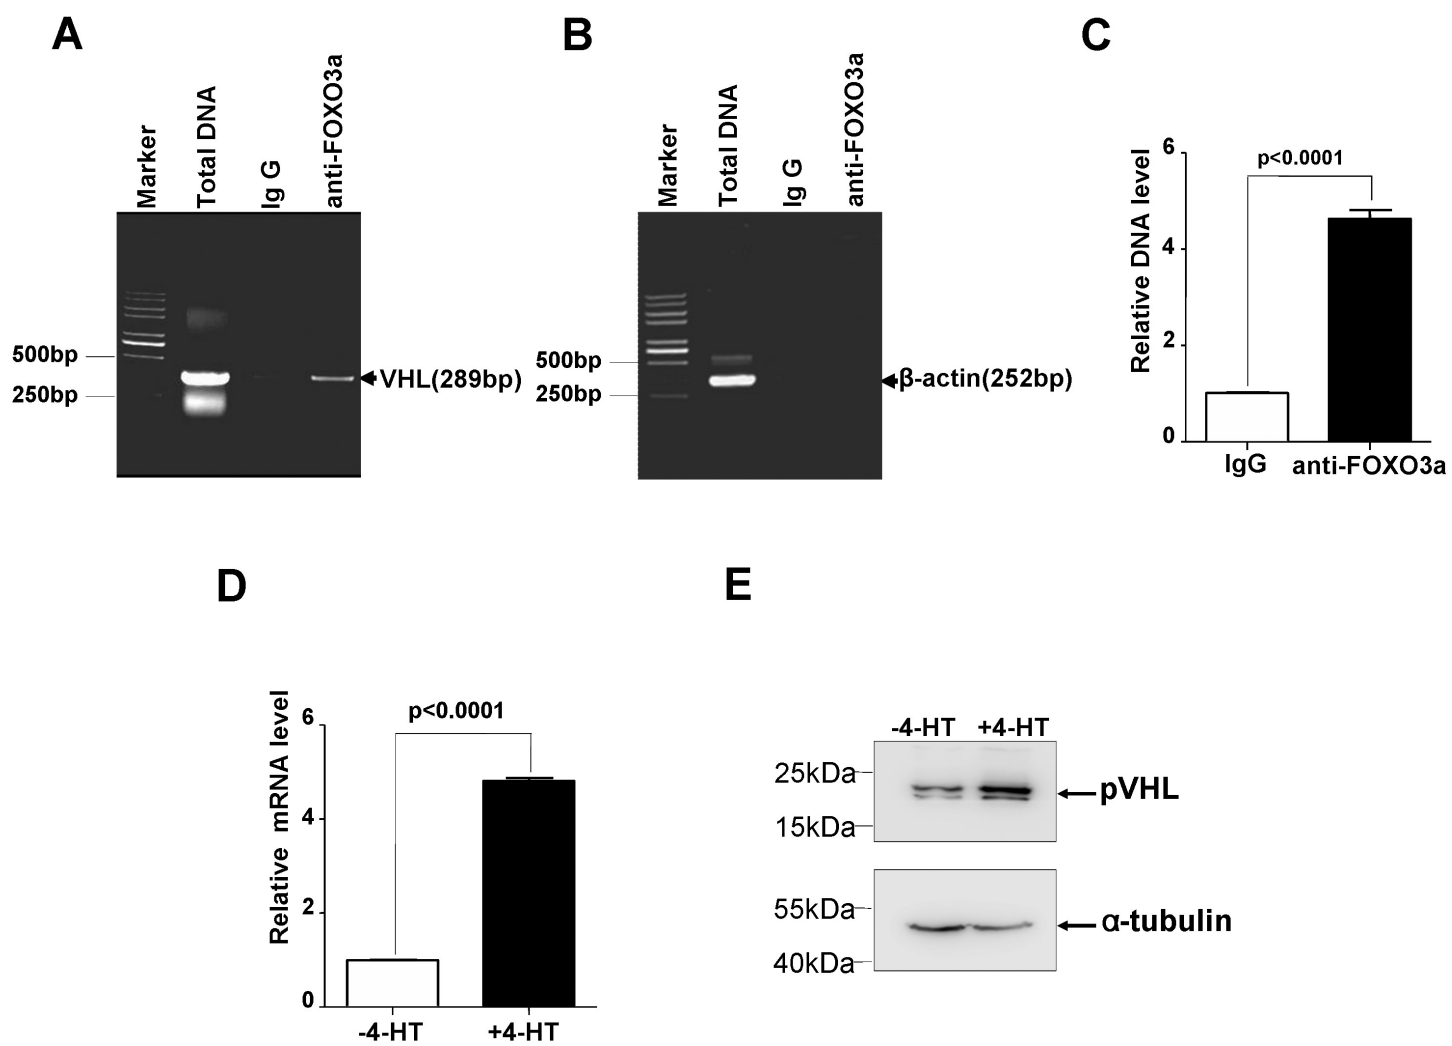 A
Marker
Total DNA
Ig G
anti-FOXO3a
500bp
250bp
VHL(289bp)
B
Marker
Total DNA
Ig G
anti-FOXO3a
500bp
250bp
β-actin(252bp)
C
Relative DNA level
6
4
2
0
p<0.0001
IgG
anti-FOXO3a
D
Relative mRNA level
6
4
2
0
p<0.0001
-4-HT
+4-HT
E
-4-HT +4-HT
25kDa
15kDa
pVHL
55kDa
40kDa
α-tubulin